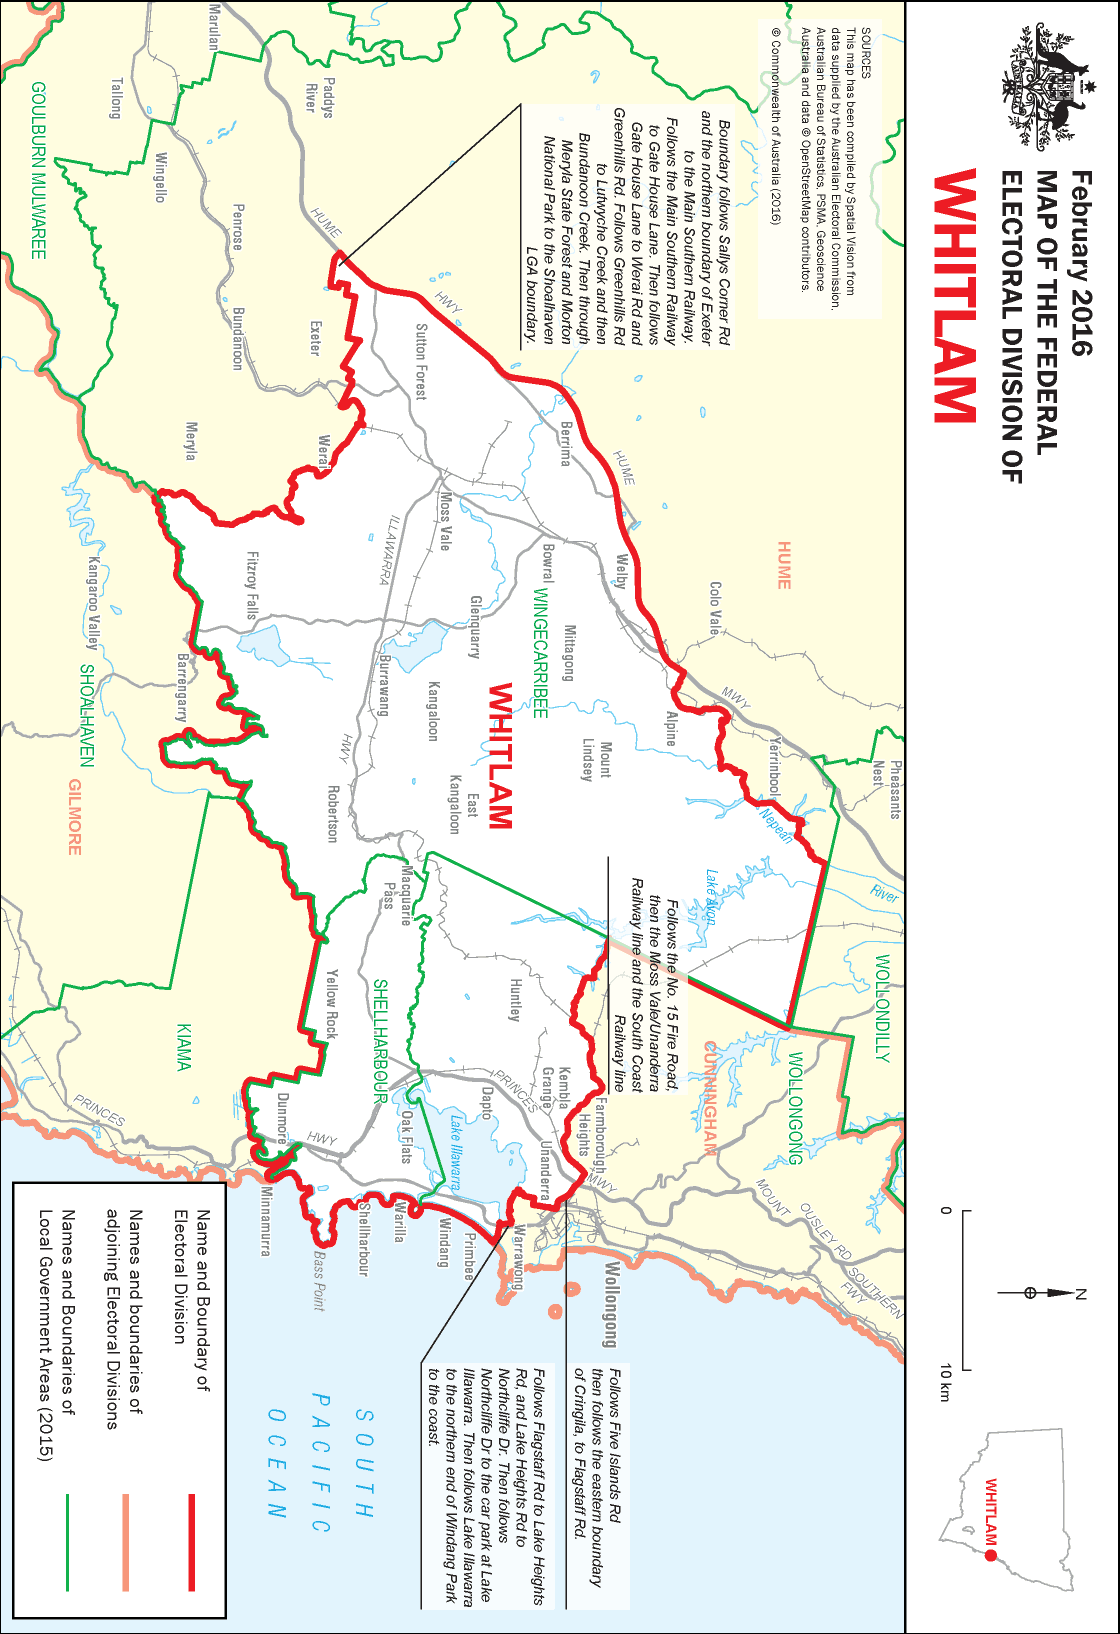 February 2016
MAP OF THE FEDERAL
ELECTORAL DIVISION OF
WHITLAM
0
10 km
N
WHITLAM
SOURCES
This map has been compiled by Spatial Vision from
data supplied by the Australian Electoral Commission,
Australian Bureau of Statistics, PSMA, Geoscience
Australia and data © OpenStreetMap contributors.
© Commonwealth of Australia (2016)
Boundary follows Sallys Corner Rd
and the northern boundary of Exeter
to the Main Southern Railway.
Follows the Main Southern Railway
to Gate House Lane. Then follows
Gate House Lane to Werai Rd and
Greenhills Rd. Follows Greenhills Rd
to Lutwyche Creek and then
Bundanoon Creek. Then through
Meryla State Forest and Morton
National Park to the Shoalhaven
LGA boundary.
Follows the No. 15 Fire Road,
then the Moss Vale/Unanderra
Railway line and the South Coast
Railway line
Follows Five Islands Rd
then follows the eastern boundary
of Cringila, to Flagstaff Rd.
Follows Flagstaff Rd to Lake Heights
Rd, and Lake Heights Rd to
Northcliffe Dr. Then follows
Northcliffe Dr to the car park at Lake
Illawarra. Then follows Lake Illawarra
to the northern end of Windang Park
to the coast.
Pheasants
Nest
River
WOLLONDILLY
HUME
Colo Vale
MWY
Yerrinbool
Nepean
WOLLONGONG
MOUNT
OUSLEY RD
SOUTHERN
FWY
Lake Avon
CUNNINGHAM
Alpine
HUME
Welby
Mount
Lindsey
Mittagong
Berrima
Bowral
WINGECARRIBEE
WHITLAM
Farmborough
Heights
MWY
Wollongong
Kembla
Grange
Unanderra
Huntley
PRINCES
Warrawong
HWY
Sutton Forest
Moss Vale
Glenquarry
East
Kangaloon
Kangaloon
Dapto
Lake Illawarra
Primbee
Windang
ILLAWARRA
Burrawang
Macquarie
Pass
Oak Flats
Warilla
SHELLHARBOUR
Shellharbour
HWY
Robertson
Yellow Rock
HWY
Bass Point
Marulan
Paddys
River
HUME
Exeter
Werai
Dunmore
Minnamurra
Penrose
Bundanoon
Fitzroy Falls
Tallong
Wingello
Meryla
Barrengarry
KIAMA
PRINCES
Kangaroo Valley
SHOALHAVEN
GILMORE
GOULBURN MULWAREE
SOUTH
PACIFIC
OCEAN
Name and Boundary of
Electoral Division
Names and boundaries of
adjoining Electoral Divisions
Names and Boundaries of
Local Government Areas (2015)